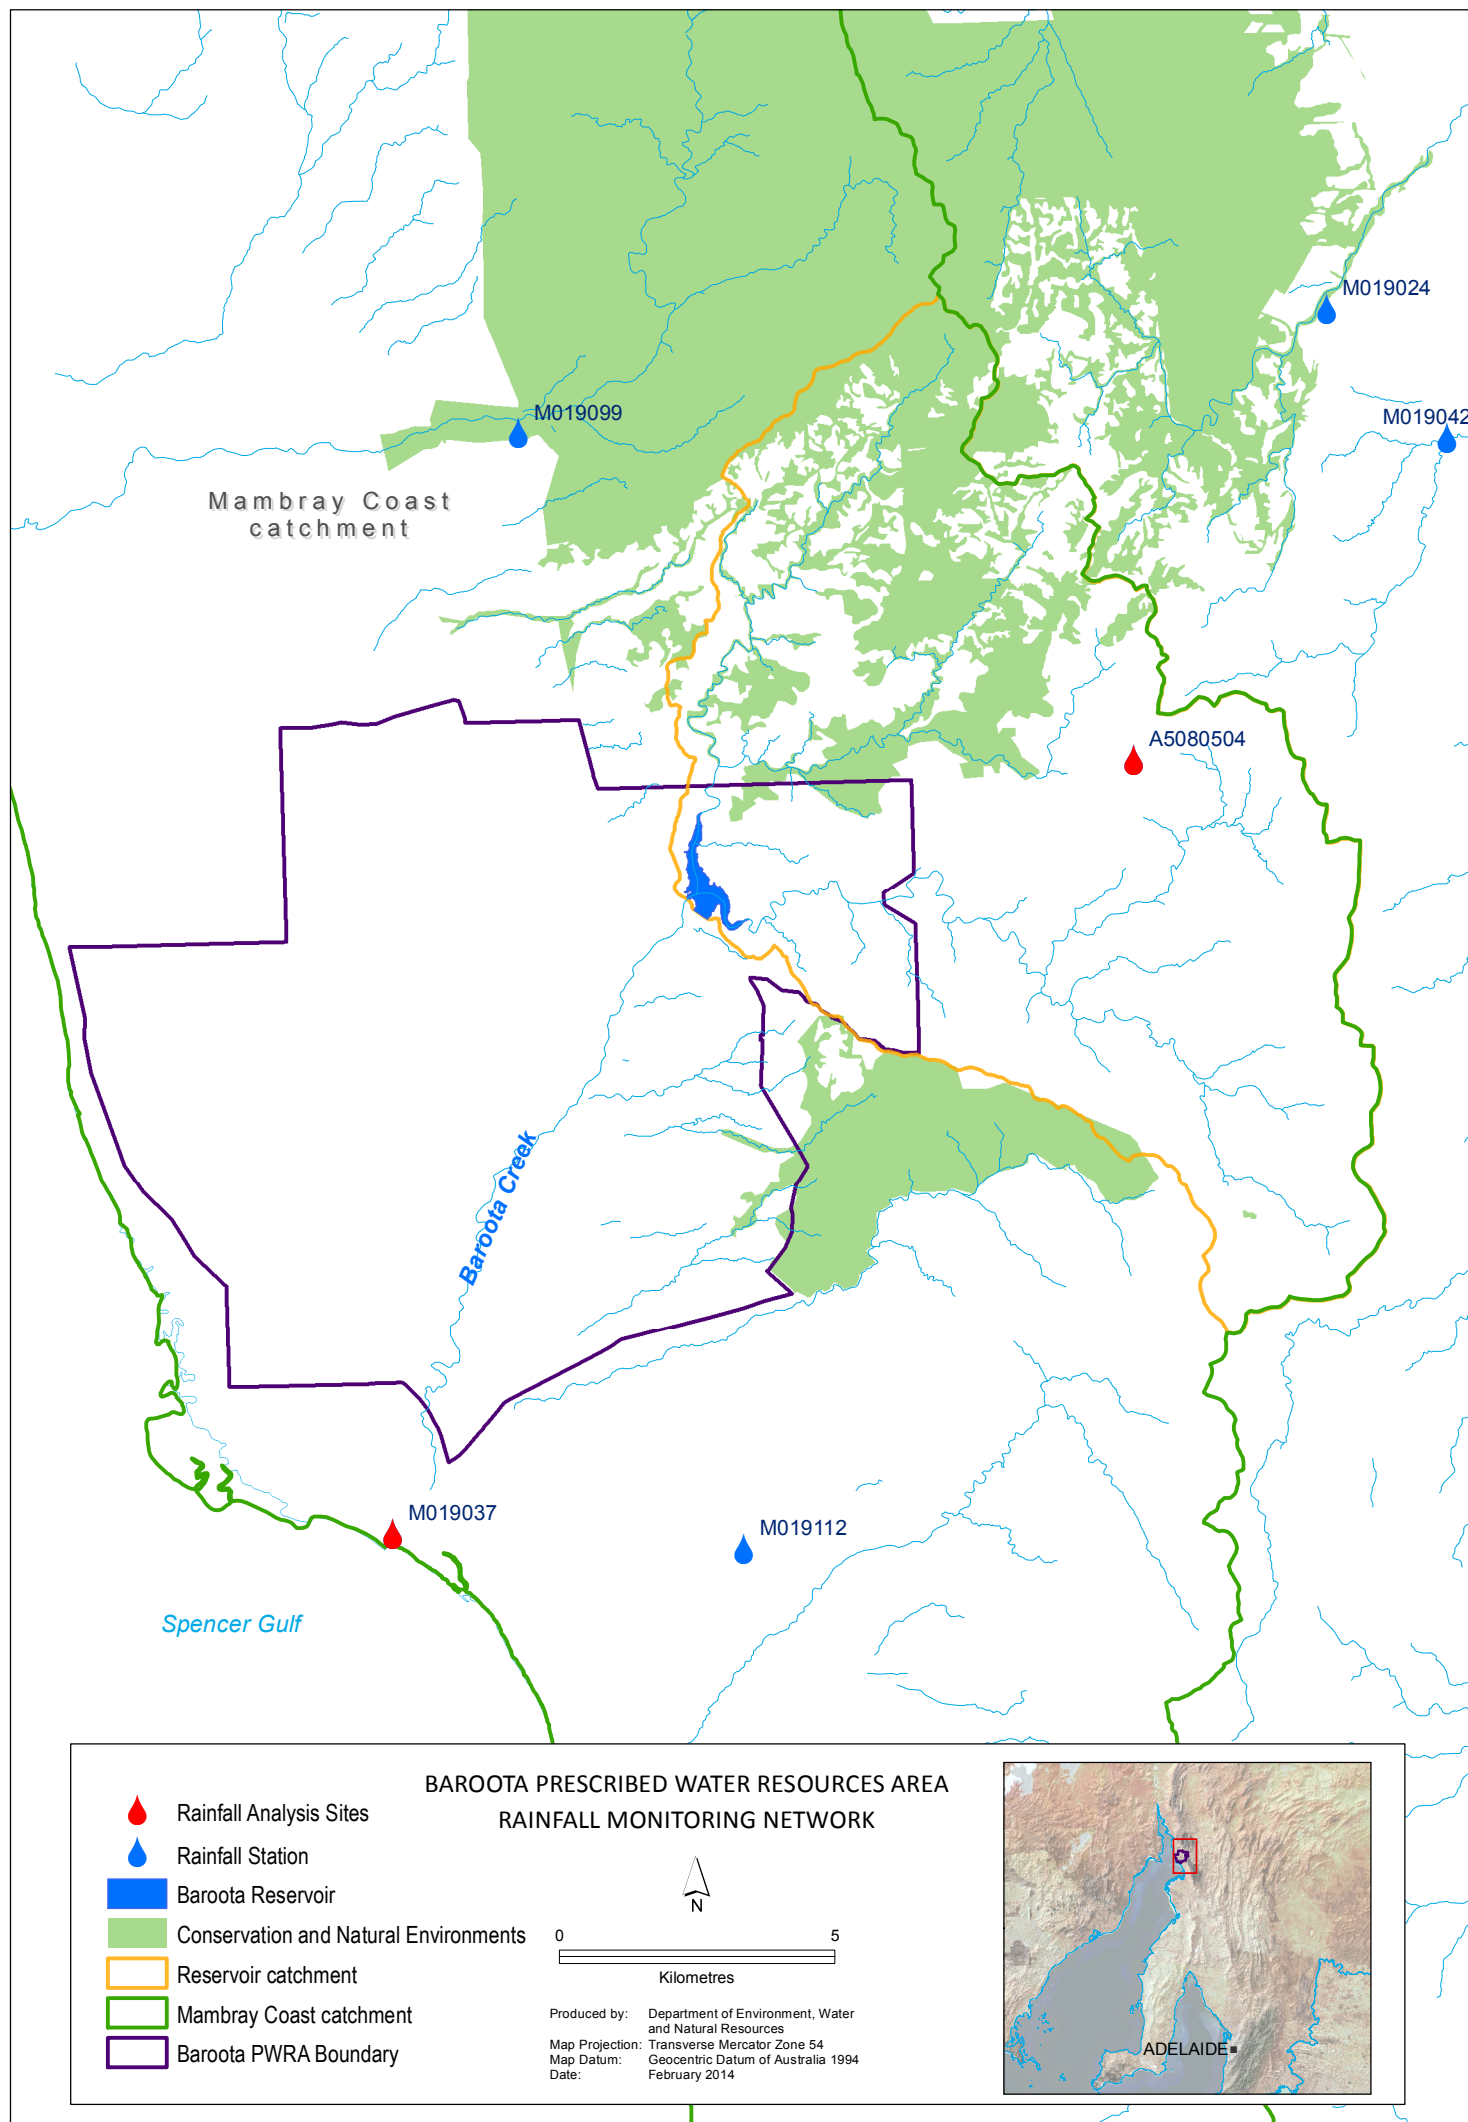 M019024
M019099
M019042
Mambray Coast
catchment
A5080504
Baroota Creek
M019037
M019112
Spencer Gulf
BAROOTA PRESCRIBED WATER RESOURCES AREA
RAINFALL MONITORING NETWORK
Rainfall Analysis Sites
Rainfall Station
Baroota Reservoir
Conservation and Natural Environments
Reservoir catchment
Mambray Coast catchment
Baroota PWRA Boundary
N
0 5
Kilometres
Produced by: Department of Environment, Water
and Natural Resources
Map Projection: Transverse Mercator Zone 54
Map Datum: Geocentric Datum of Australia 1994
Date: February 2014
ADELAIDE